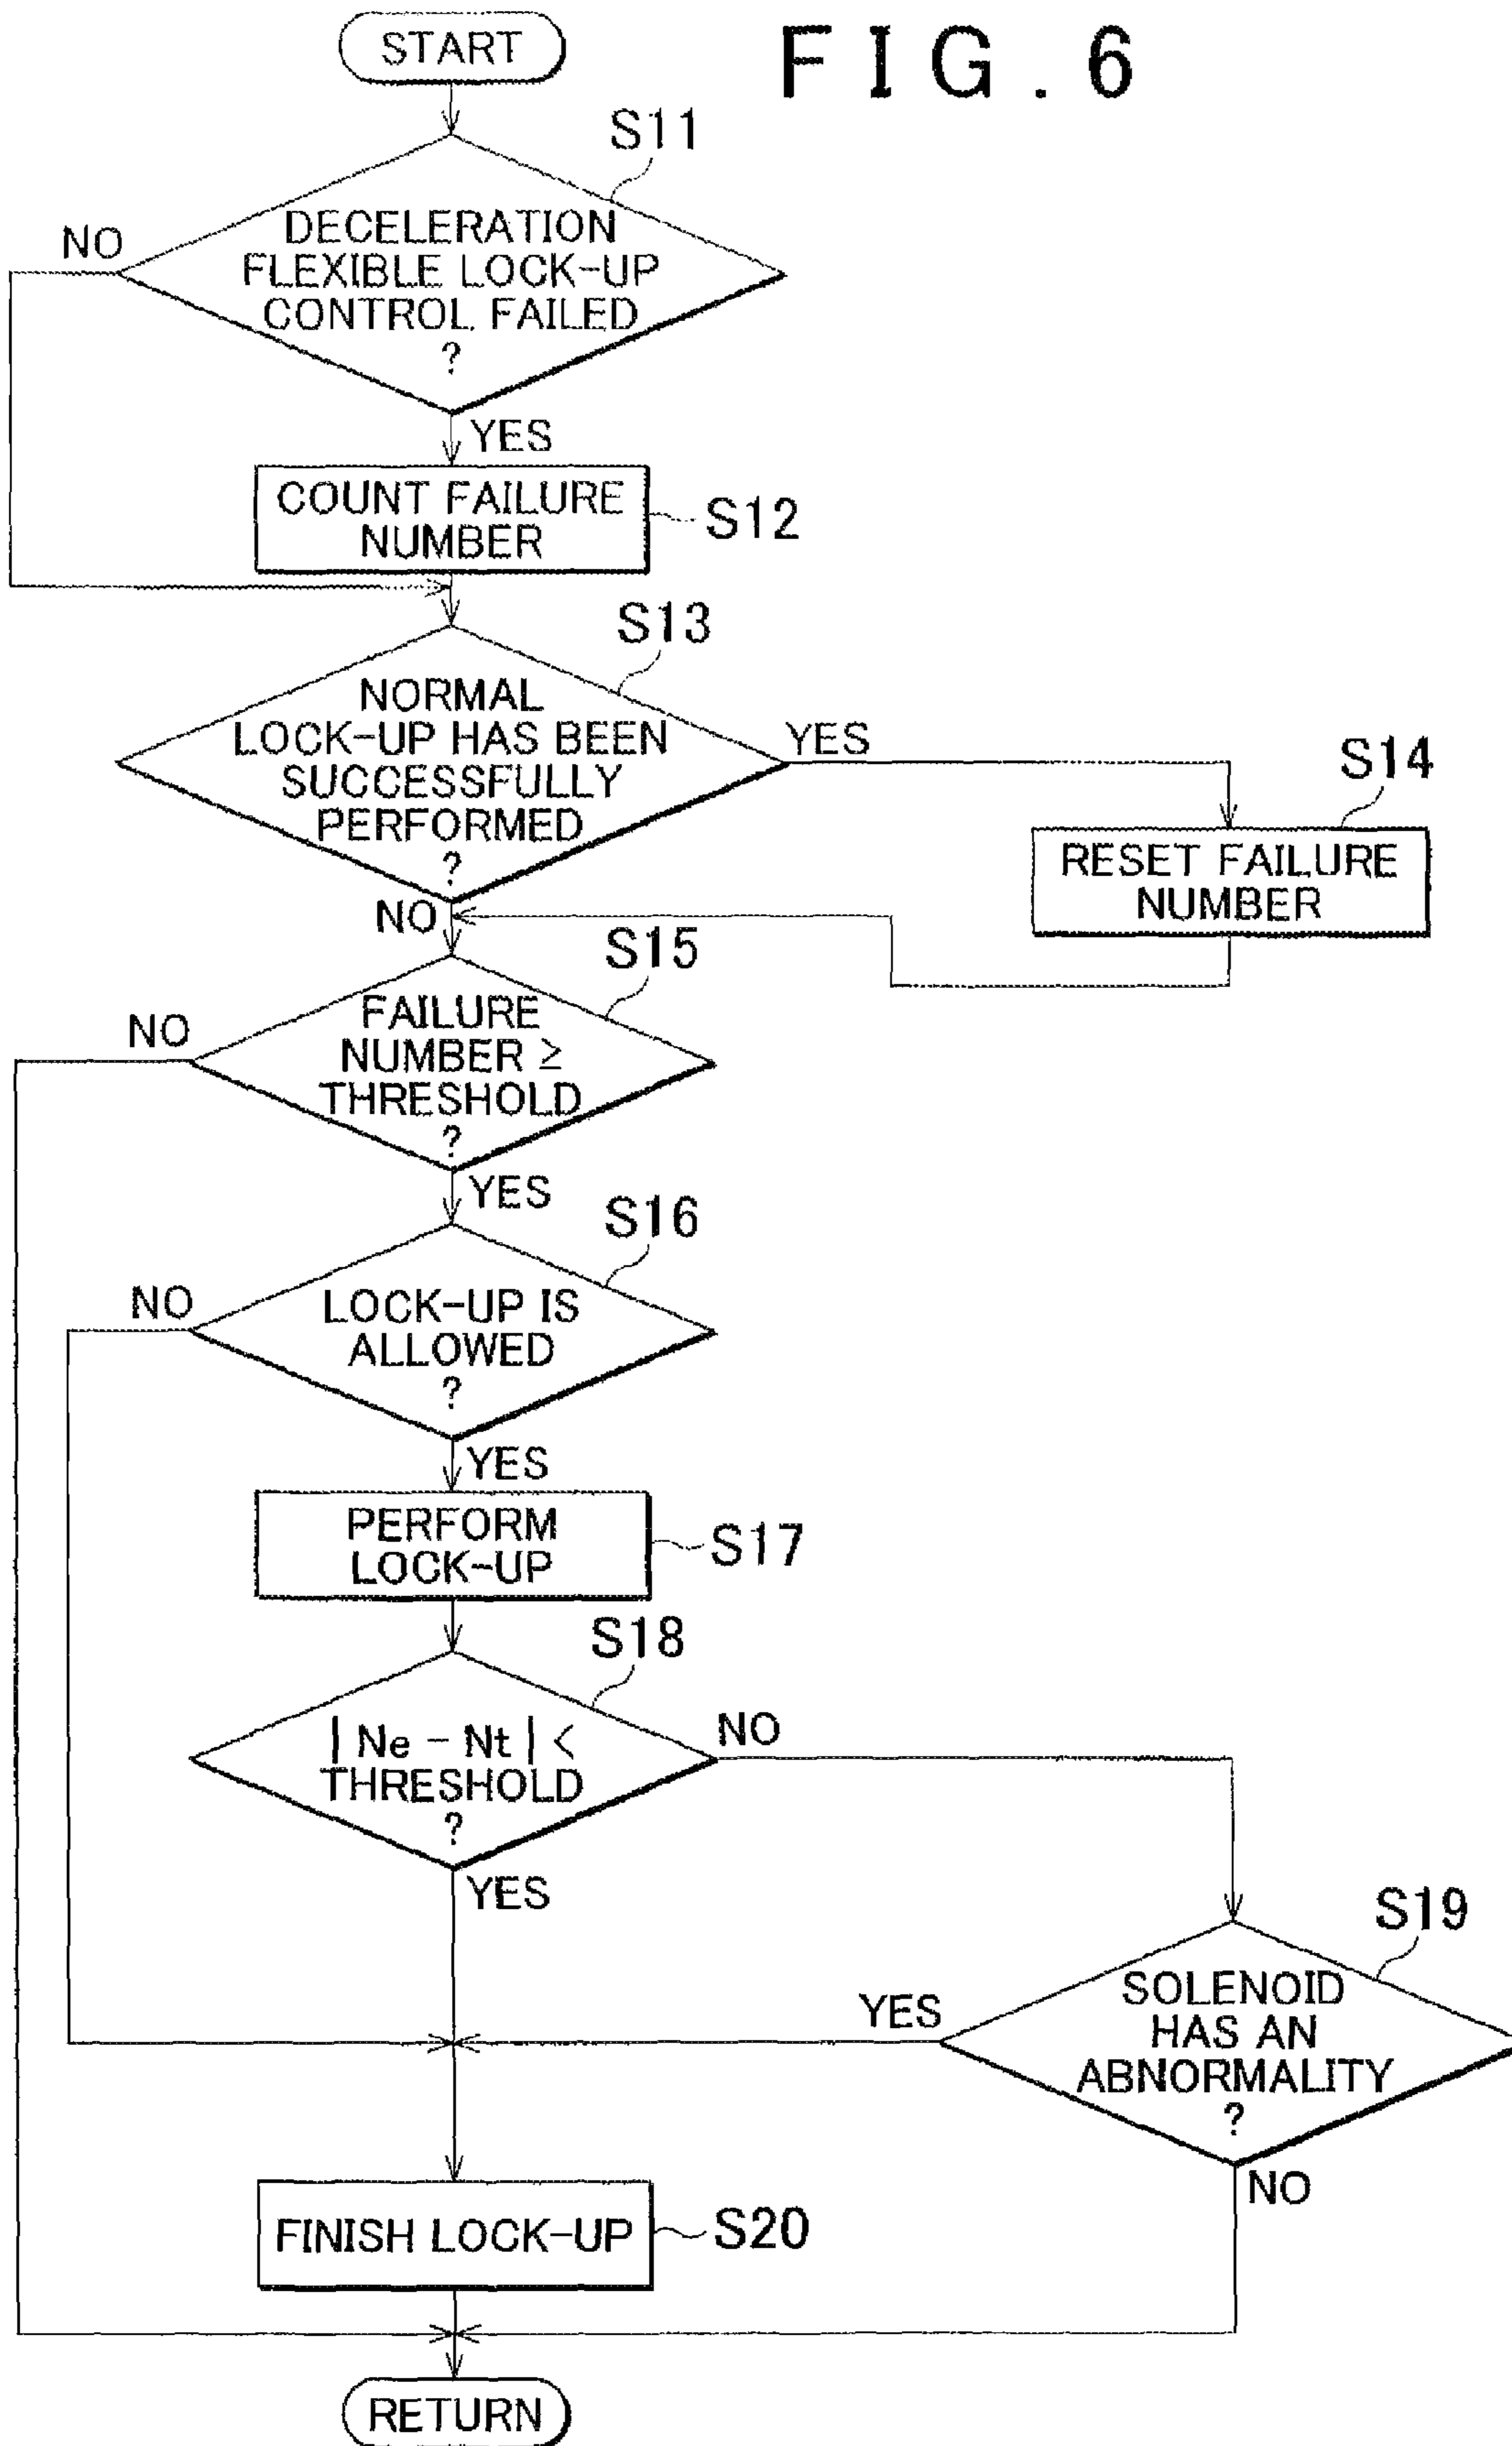 START
FIG. 6
S11
NO
DECELERATION
FLEXIBLE LOCK-UP
CONTROL FAILED
?
YES
COUNT FAILURE
NUMBER
S12
S13
NORMAL
LOCK-UP HAS BEEN
SUCCESSFULLY
PERFORMED
?
YES
S14
RESET FAILURE
NUMBER
NO
S15
NO
FAILURE
NUMBER ≥
THRESHOLD
?
YES
S16
NO
LOCK-UP IS
ALLOWED
?
YES
PERFORM
LOCK-UP
S17
S18
| Ne - Nt | <
THRESHOLD
?
NO
YES
S19
YES
SOLENOID
HAS AN
ABNORMALITY
?
NO
FINISH LOCK-UP
S20
RETURN